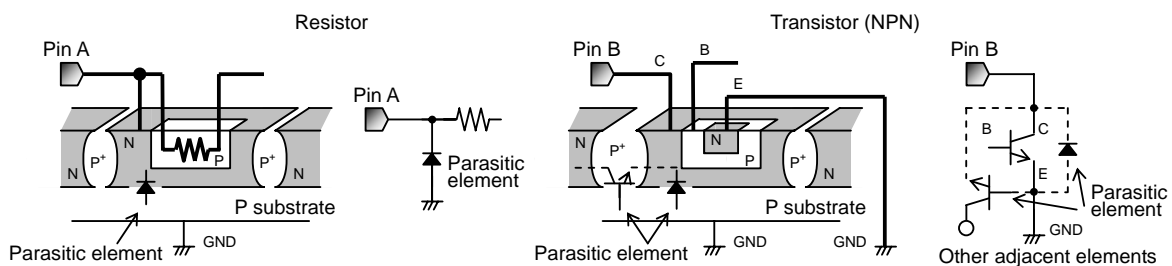 Resistor
Transistor (NPN)
Pin A
Pin B
Pin B
C
B
E
Pin A
N
P
N
P+
P+
N
Parasitic
element
P substrate
GND
Parasitic element
N
P+
N
P
P+
N
P substrate
GND
GND
Parasitic element
B
C
E
Parasitic
element
GND
Other adjacent elements